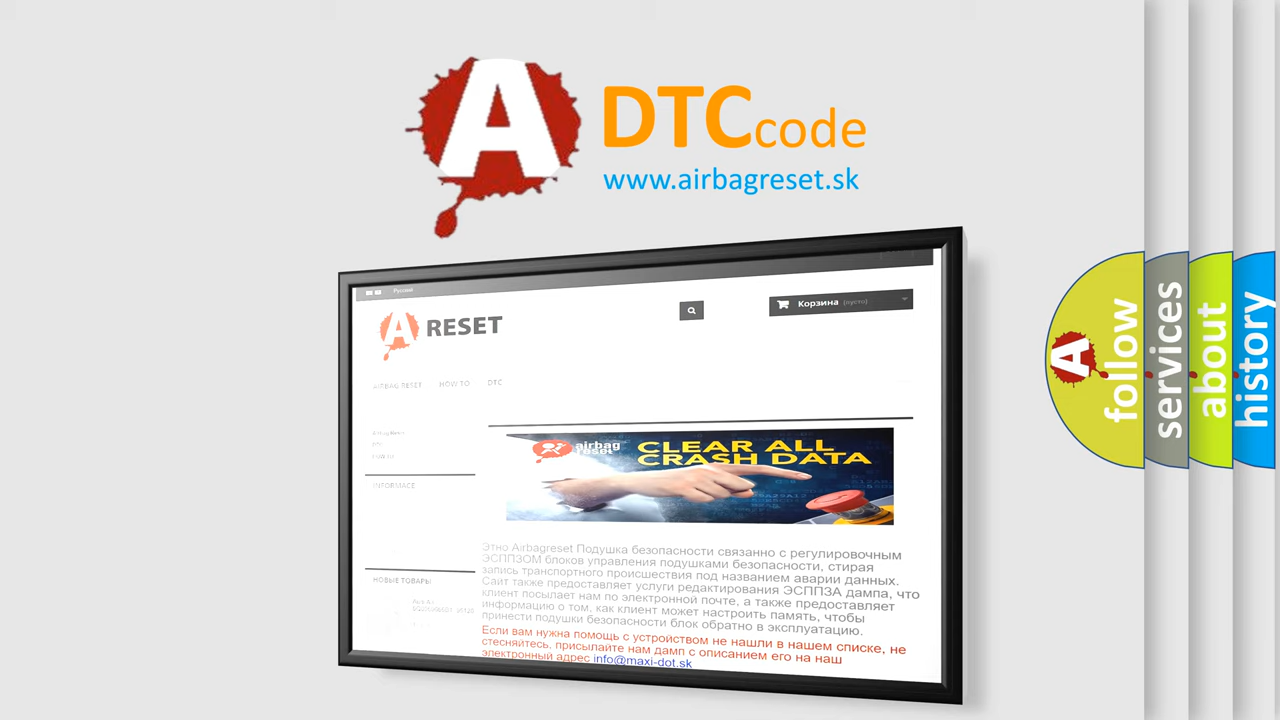 A DTCcode
www.airbagreset.sk
Русский
Корзина (пусто)
A RESET
AIRBAG RESET HOW TO DTC
INFORMACE
airbag
reset
CLEAR ALL
CRASH DATA
Этно Airbagreset Подушка безопасности связанно с регулировочным
ЭСППЗОМ блоков управления подушками безопасности, стирая
запись транспортного происшествия под названием аварии данных.
Сайт также предоставляет услуги редактирования ЭСППЗА дампа, что
клиент посылает нам по электронной почте, а также предоставляет
информацию о том, как клиент может настроить память, чтобы
принести подушки безопасности блок обратно в эксплуатацию.
Если вам нужна помощь с устройством не нашли в нашем списке, не
стесняйтесь, присылайте нам дамп с описанием его на наш
электронный адрес info@maxi-dot.sk
НОВЫЕ ТОВАРЫ
A follow
services
about
history